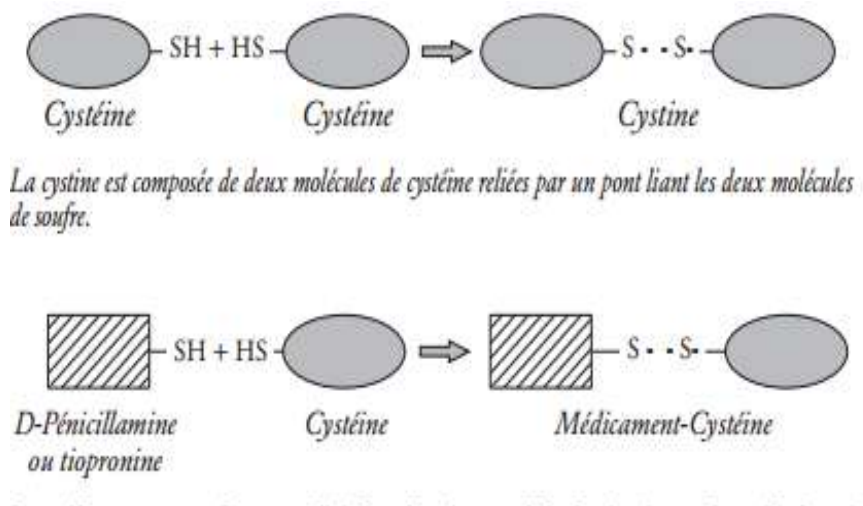 SH + HS S · · S·
Cystéine Cystéine Cystine
La cystine est composée de deux molécules de cystéine reliées par un pont liant les deux molécules
de soufre.
SH + HS S · · S·
D-Pénicillamine Cystéine Médicament-Cystéine
ou tiopronine